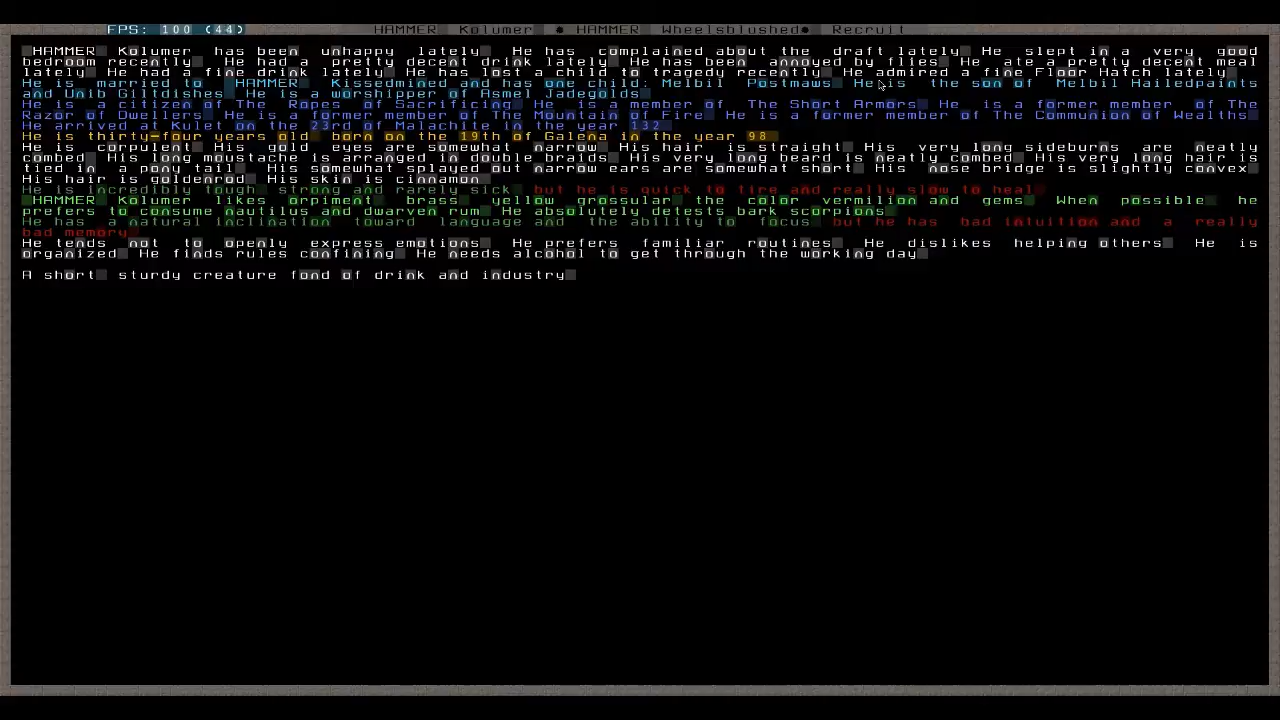 FPS: 100 (44) HAMMER Kolumer HAMMER Wheelsblushed Recruit
HAMMER Kolumer has been unhappy lately He has complained about the draft lately He slept in a very good
bedroom recently He had a pretty decent drink lately He has been annoyed by flies He ate a pretty decent meal
lately He had a fine drink lately He has lost a child to tragedy recently He admired a fine Floor Hatch lately
He is married to HAMMER Kissedmined and has one child: Melbil Postmaws He is the son of Melbil Hailedpaints
and Unib Giltdishes He is a worshipper of Asmel Jadegolds
He is a citizen of The Ropes of Sacrificing He is a member of The Short Armors He is a former member of The
Razor of Dwellers He is a former member of The Mountain of Fire He is a former member of The Communion of Wealths
He arrived at Kulet on the 23rd of Malachite in the year 132
He is thirty-four years old born on the 19th of Galena in the year 98
He is corpulent His gold eyes are somewhat narrow His hair is straight His very long sideburns are neatly
combed His long moustache is arranged in double braids His very long beard is neatly combed His very long hair is
tied in a pony tail His somewhat splayed out narrow ears are somewhat short His nose bridge is slightly convex
His hair is goldenrod His skin is cinnamon
He is incredibly tough strong and rarely sick but he is quick to tire and really slow to heal
HAMMER Kolumer likes orpiment brass yellow grossular the color vermilion and gems When possible he
prefers to consume nautilus and dwarven rum He absolutely detests bark scorpions
He has a natural inclination toward language and the ability to focus but he has bad intuition and a really
bad memory
He tends not to openly express emotions He prefers familiar routines He dislikes helping others He is
organized He finds rules confining He needs alcohol to get through the working day
A short sturdy creature fond of drink and industry